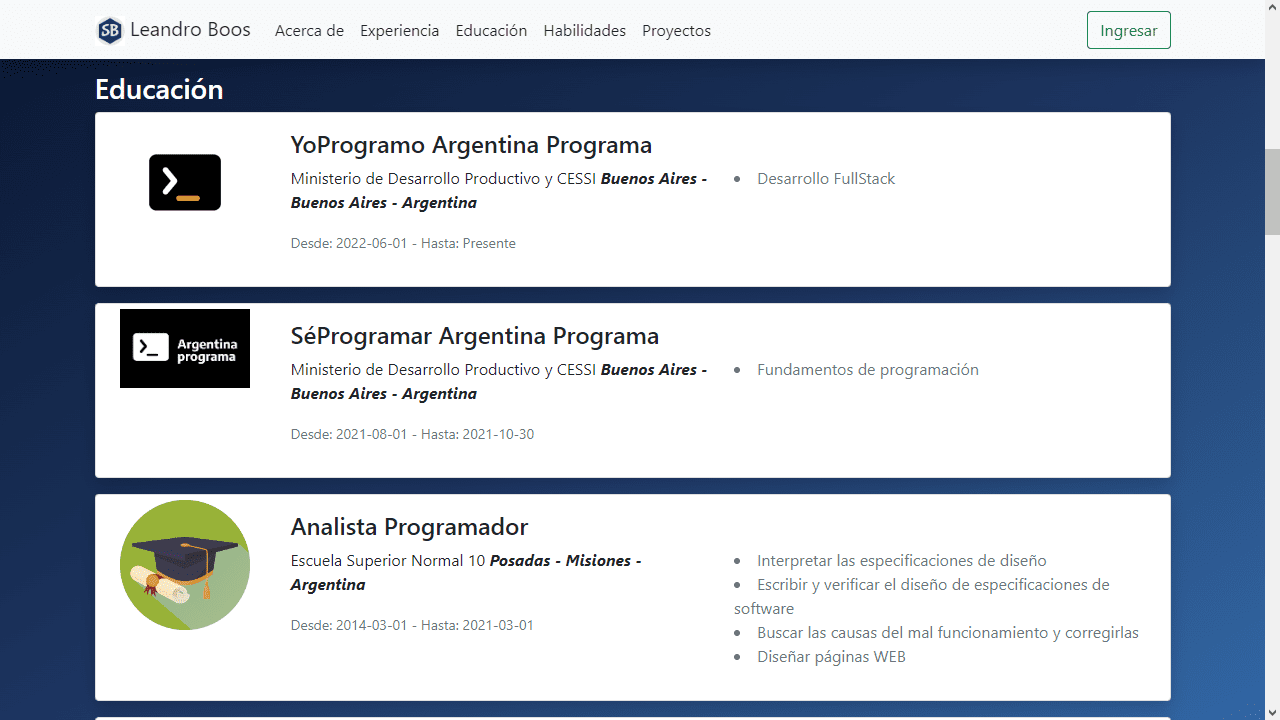 SB Leandro Boos Acerca de Experiencia Educación Habilidades Proyectos Ingresar
Educación
YoProgramo Argentina Programa
Ministerio de Desarrollo Productivo y CESSI Buenos Aires -
Buenos Aires - Argentina
Desde: 2022-06-01 - Hasta: Presente
• Desarrollo FullStack
Argentina
programa
SéProgramar Argentina Programa
Ministerio de Desarrollo Productivo y CESSI Buenos Aires -
Buenos Aires - Argentina
Desde: 2021-08-01 - Hasta: 2021-10-30
• Fundamentos de programación
Analista Programador
Escuela Superior Normal 10 Posadas - Misiones -
Argentina
Desde: 2014-03-01 - Hasta: 2021-03-01
• Interpretar las especificaciones de diseño
• Escribir y verificar el diseño de especificaciones de
software
• Buscar las causas del mal funcionamiento y corregirlas
• Diseñar páginas WEB